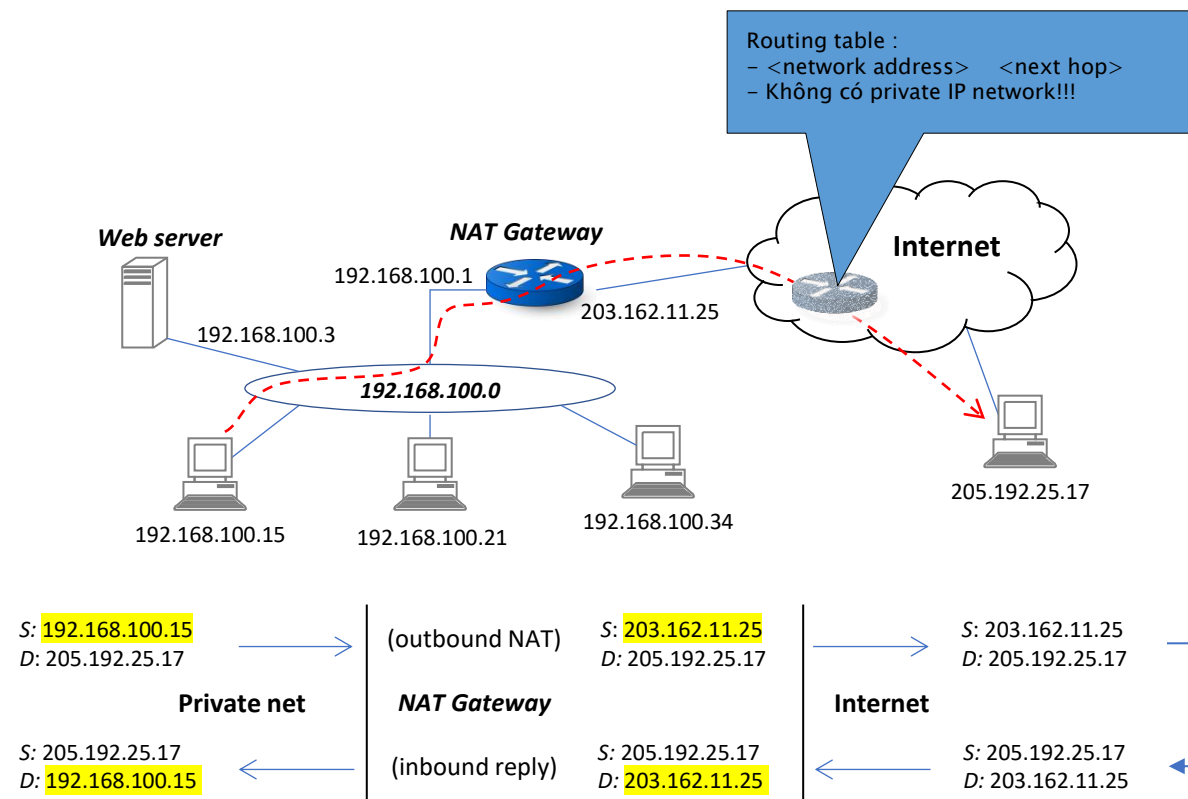 Routing table :
- <network address> <next hop>
- Không có private IP network!!!
Web server
NAT Gateway
Internet
192.168.100.1
203.162.11.25
192.168.100.3
192.168.100.0
205.192.25.17
192.168.100.15
192.168.100.21
192.168.100.34
S: 192.168.100.15
D: 205.192.25.17
(outbound NAT)
S: 203.162.11.25
D: 205.192.25.17
S: 203.162.11.25
D: 205.192.25.17
Private net
NAT Gateway
Internet
S: 205.192.25.17
D: 192.168.100.15
(inbound reply)
S: 205.192.25.17
D: 203.162.11.25
S: 205.192.25.17
D: 203.162.11.25